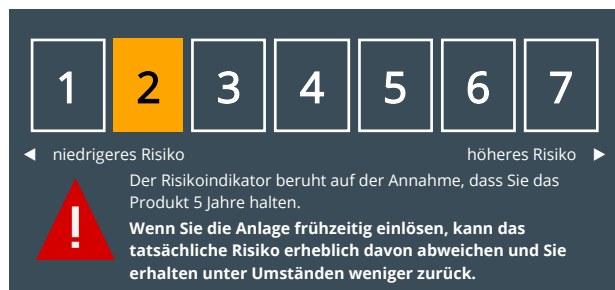 1 2 3 4 5 6 7
◄ niedrigeres Risiko höheres Risiko ►
!
Der Risikoindikator beruht auf der Annahme, dass Sie das
Produkt 5 Jahre halten.
Wenn Sie die Anlage frühzeitig einlösen, kann das
tatsächliche Risiko erheblich davon abweichen und Sie
erhalten unter Umständen weniger zurück.